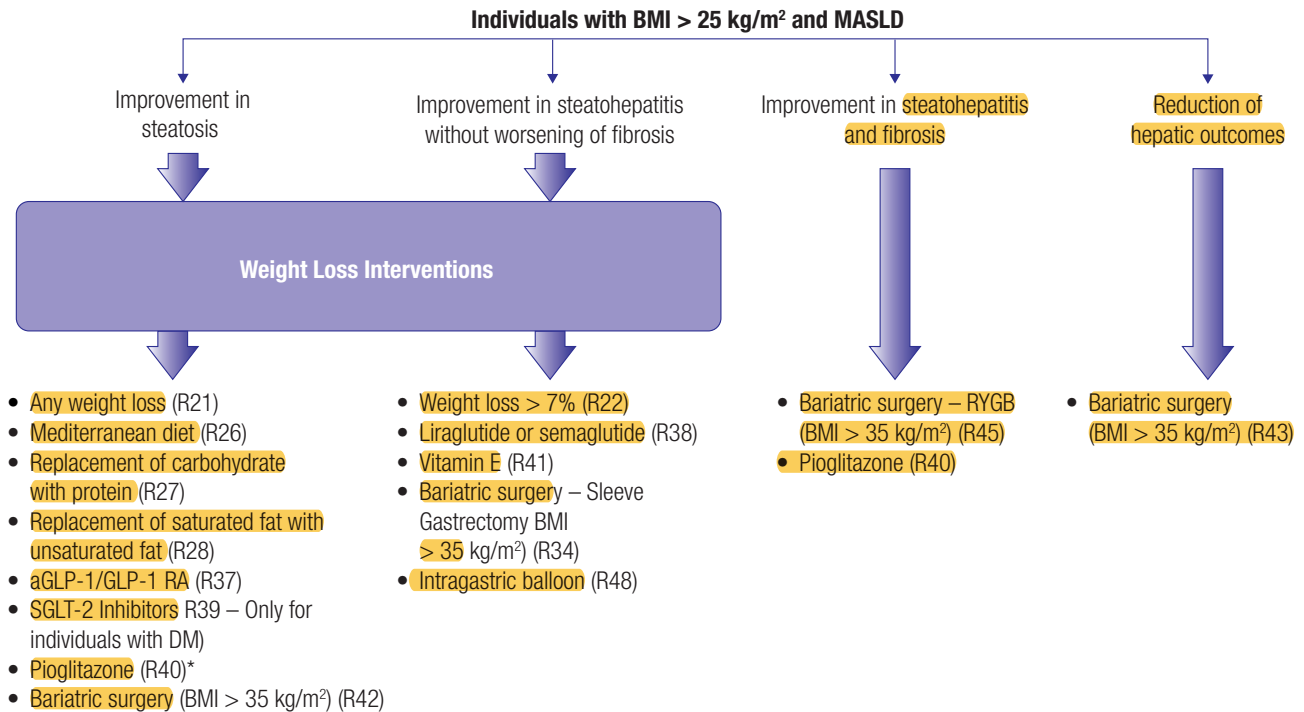 Individuals with BMI > 25 kg/m² and MASLD
Improvement in
steatosis
Improvement in steatohepatitis
without worsening of fibrosis
Improvement in steatohepatitis
and fibrosis
Reduction of
hepatic outcomes
Weight Loss Interventions
• Any weight loss (R21)
• Mediterranean diet (R26)
• Replacement of carbohydrate
with protein (R27)
• Replacement of saturated fat with
unsaturated fat (R28)
• aGLP-1/GLP-1 RA (R37)
• SGLT-2 Inhibitors R39 – Only for
individuals with DM)
• Pioglitazone (R40)*
• Bariatric surgery (BMI > 35 kg/m²) (R42)
• Weight loss > 7% (R22)
• Liraglutide or semaglutide (R38)
• Vitamin E (R41)
• Bariatric surgery – Sleeve
Gastrectomy BMI
> 35 kg/m²) (R34)
• Intragastric balloon (R48)
• Bariatric surgery – RYGB
(BMI > 35 kg/m²) (R45)
• Pioglitazone (R40)
• Bariatric surgery
(BMI > 35 kg/m²) (R43)